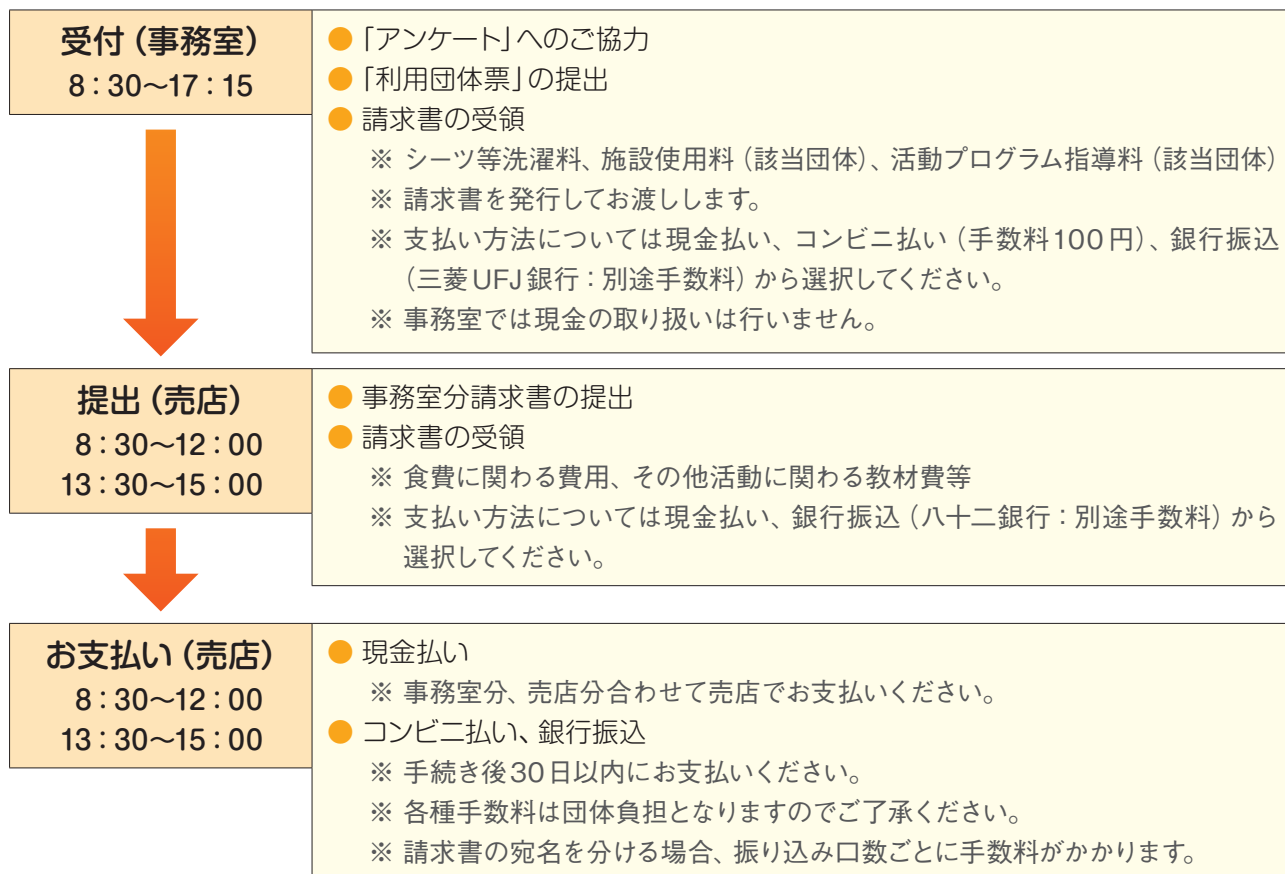 受付（事務室）
8：30～17：15
● 「アンケート」へのご協力
● 「利用団体票」の提出
● 請求書の受領
※ シーツ等洗濯料、施設使用料（該当団体）、活動プログラム指導料（該当団体）
※ 請求書を発行してお渡しします。
※ 支払い方法については現金払い、コンビニ払い（手数料100円）、銀行振込
（三菱UFJ銀行：別途手数料）から選択してください。
※ 事務室では現金の取り扱いは行いません。
提出（売店）
8：30～12：00
13：30～15：00
● 事務室分請求書の提出
● 請求書の受領
※ 食費に関わる費用、その他活動に関わる教材費等
※ 支払い方法については現金払い、銀行振込（八十二銀行：別途手数料）から
選択してください。
お支払い（売店）
8：30～12：00
13：30～15：00
● 現金払い
※ 事務室分、売店分合わせて売店でお支払いください。
● コンビニ払い、銀行振込
※ 手続き後30日以内にお支払いください。
※ 各種手数料は団体負担となりますのでご了承ください。
※ 請求書の宛名を分ける場合、振り込み口数ごとに手数料がかかります。